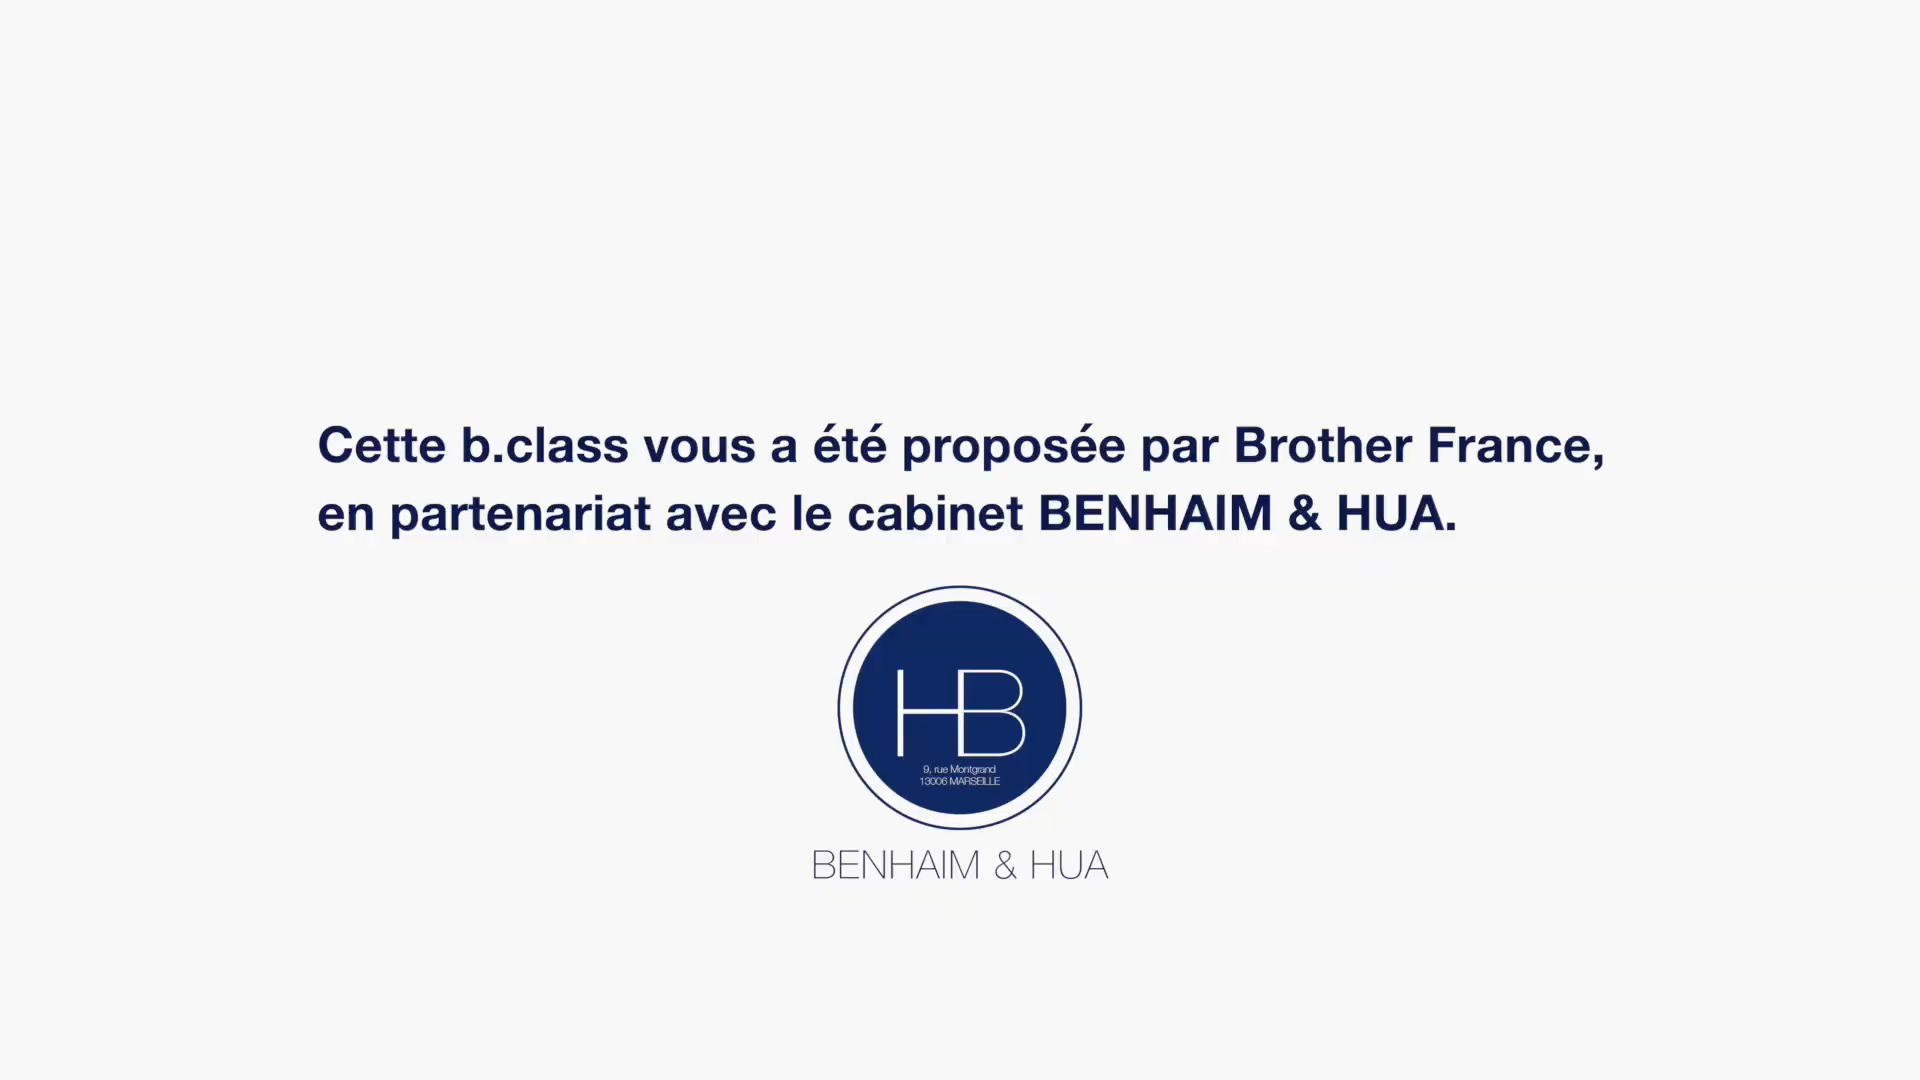 Cette b.class vous a été proposée par Brother France,
en partenariat avec le cabinet BENHAIM & HUA.
HB
9, rue Montgrand
13006 MARSEILLE
BENHAIM & HUA